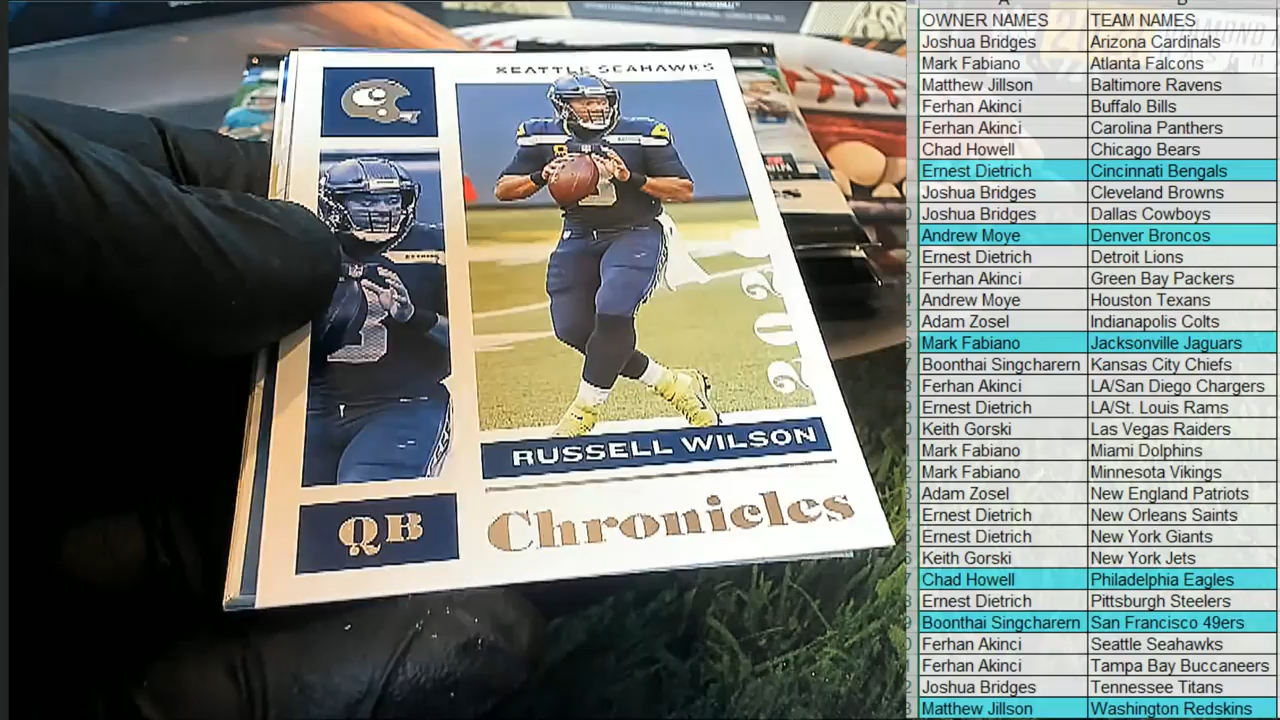 SEATTLE SEAHAWKS
2020
RUSSELL WILSON
QB
Chronicles
OWNER NAMES TEAM NAMES
Joshua Bridges Arizona Cardinals
Mark Fabiano Atlanta Falcons
Matthew Jillson Baltimore Ravens
Ferhan Akinci Buffalo Bills
Ferhan Akinci Carolina Panthers
Chad Howell Chicago Bears
Ernest Dietrich Cincinnati Bengals
Joshua Bridges Cleveland Browns
Joshua Bridges Dallas Cowboys
Andrew Moye Denver Broncos
Ernest Dietrich Detroit Lions
Ferhan Akinci Green Bay Packers
Andrew Moye Houston Texans
Adam Zosel Indianapolis Colts
Mark Fabiano Jacksonville Jaguars
Boonthai Singcharern Kansas City Chiefs
Ferhan Akinci LA/San Diego Chargers
Ernest Dietrich LA/St. Louis Rams
Keith Gorski Las Vegas Raiders
Mark Fabiano Miami Dolphins
Mark Fabiano Minnesota Vikings
Adam Zosel New England Patriots
Ernest Dietrich New Orleans Saints
Ernest Dietrich New York Giants
Keith Gorski New York Jets
Chad Howell Philadelphia Eagles
Ernest Dietrich Pittsburgh Steelers
Boonthai Singcharern San Francisco 49ers
Ferhan Akinci Seattle Seahawks
Ferhan Akinci Tampa Bay Buccaneers
Joshua Bridges Tennessee Titans
Matthew Jillson Washington Redskins